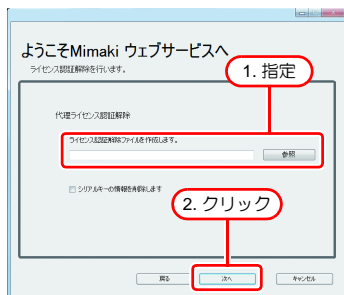 ようこそMimaki ウェブサービスへ
ライセンス認証解除を行います。
1. 指定
代理ライセンス認証解除
ライセンス認証解除ファイルを作成します。
参照
シリアルキーの情報を削除します
2. クリック
戻る
次へ
キャンセル